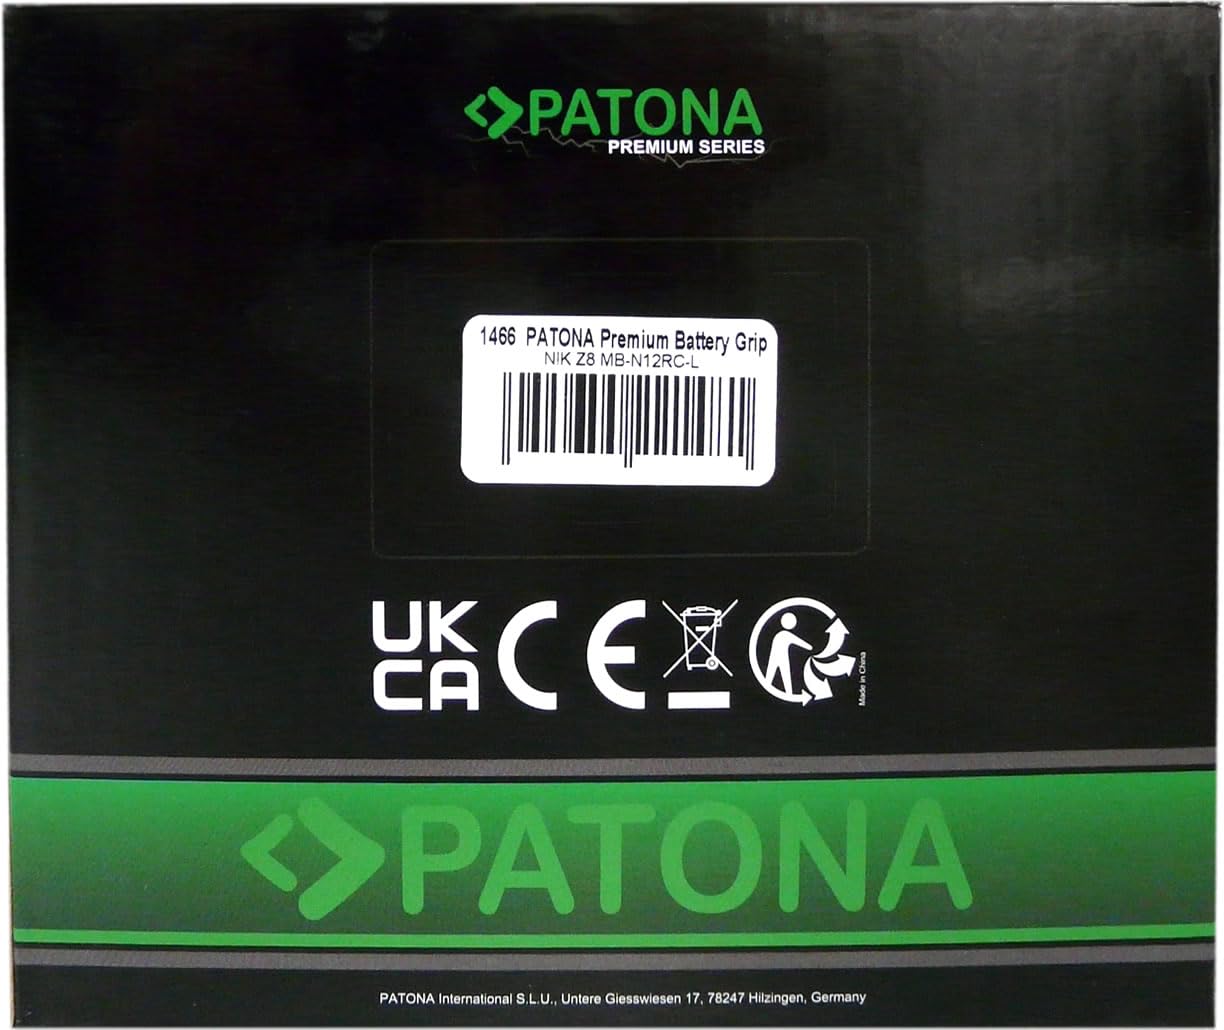 PATONA
PREMIUM SERIES
1466 PATONA Premium Battery Grip
NIK Z8 MB-N12RC-L
UK
CA
CE
Made in China
PATONA
PATONA International S.L.U., Untere Giesswiesen 17, 78247 Hilzingen, Germany